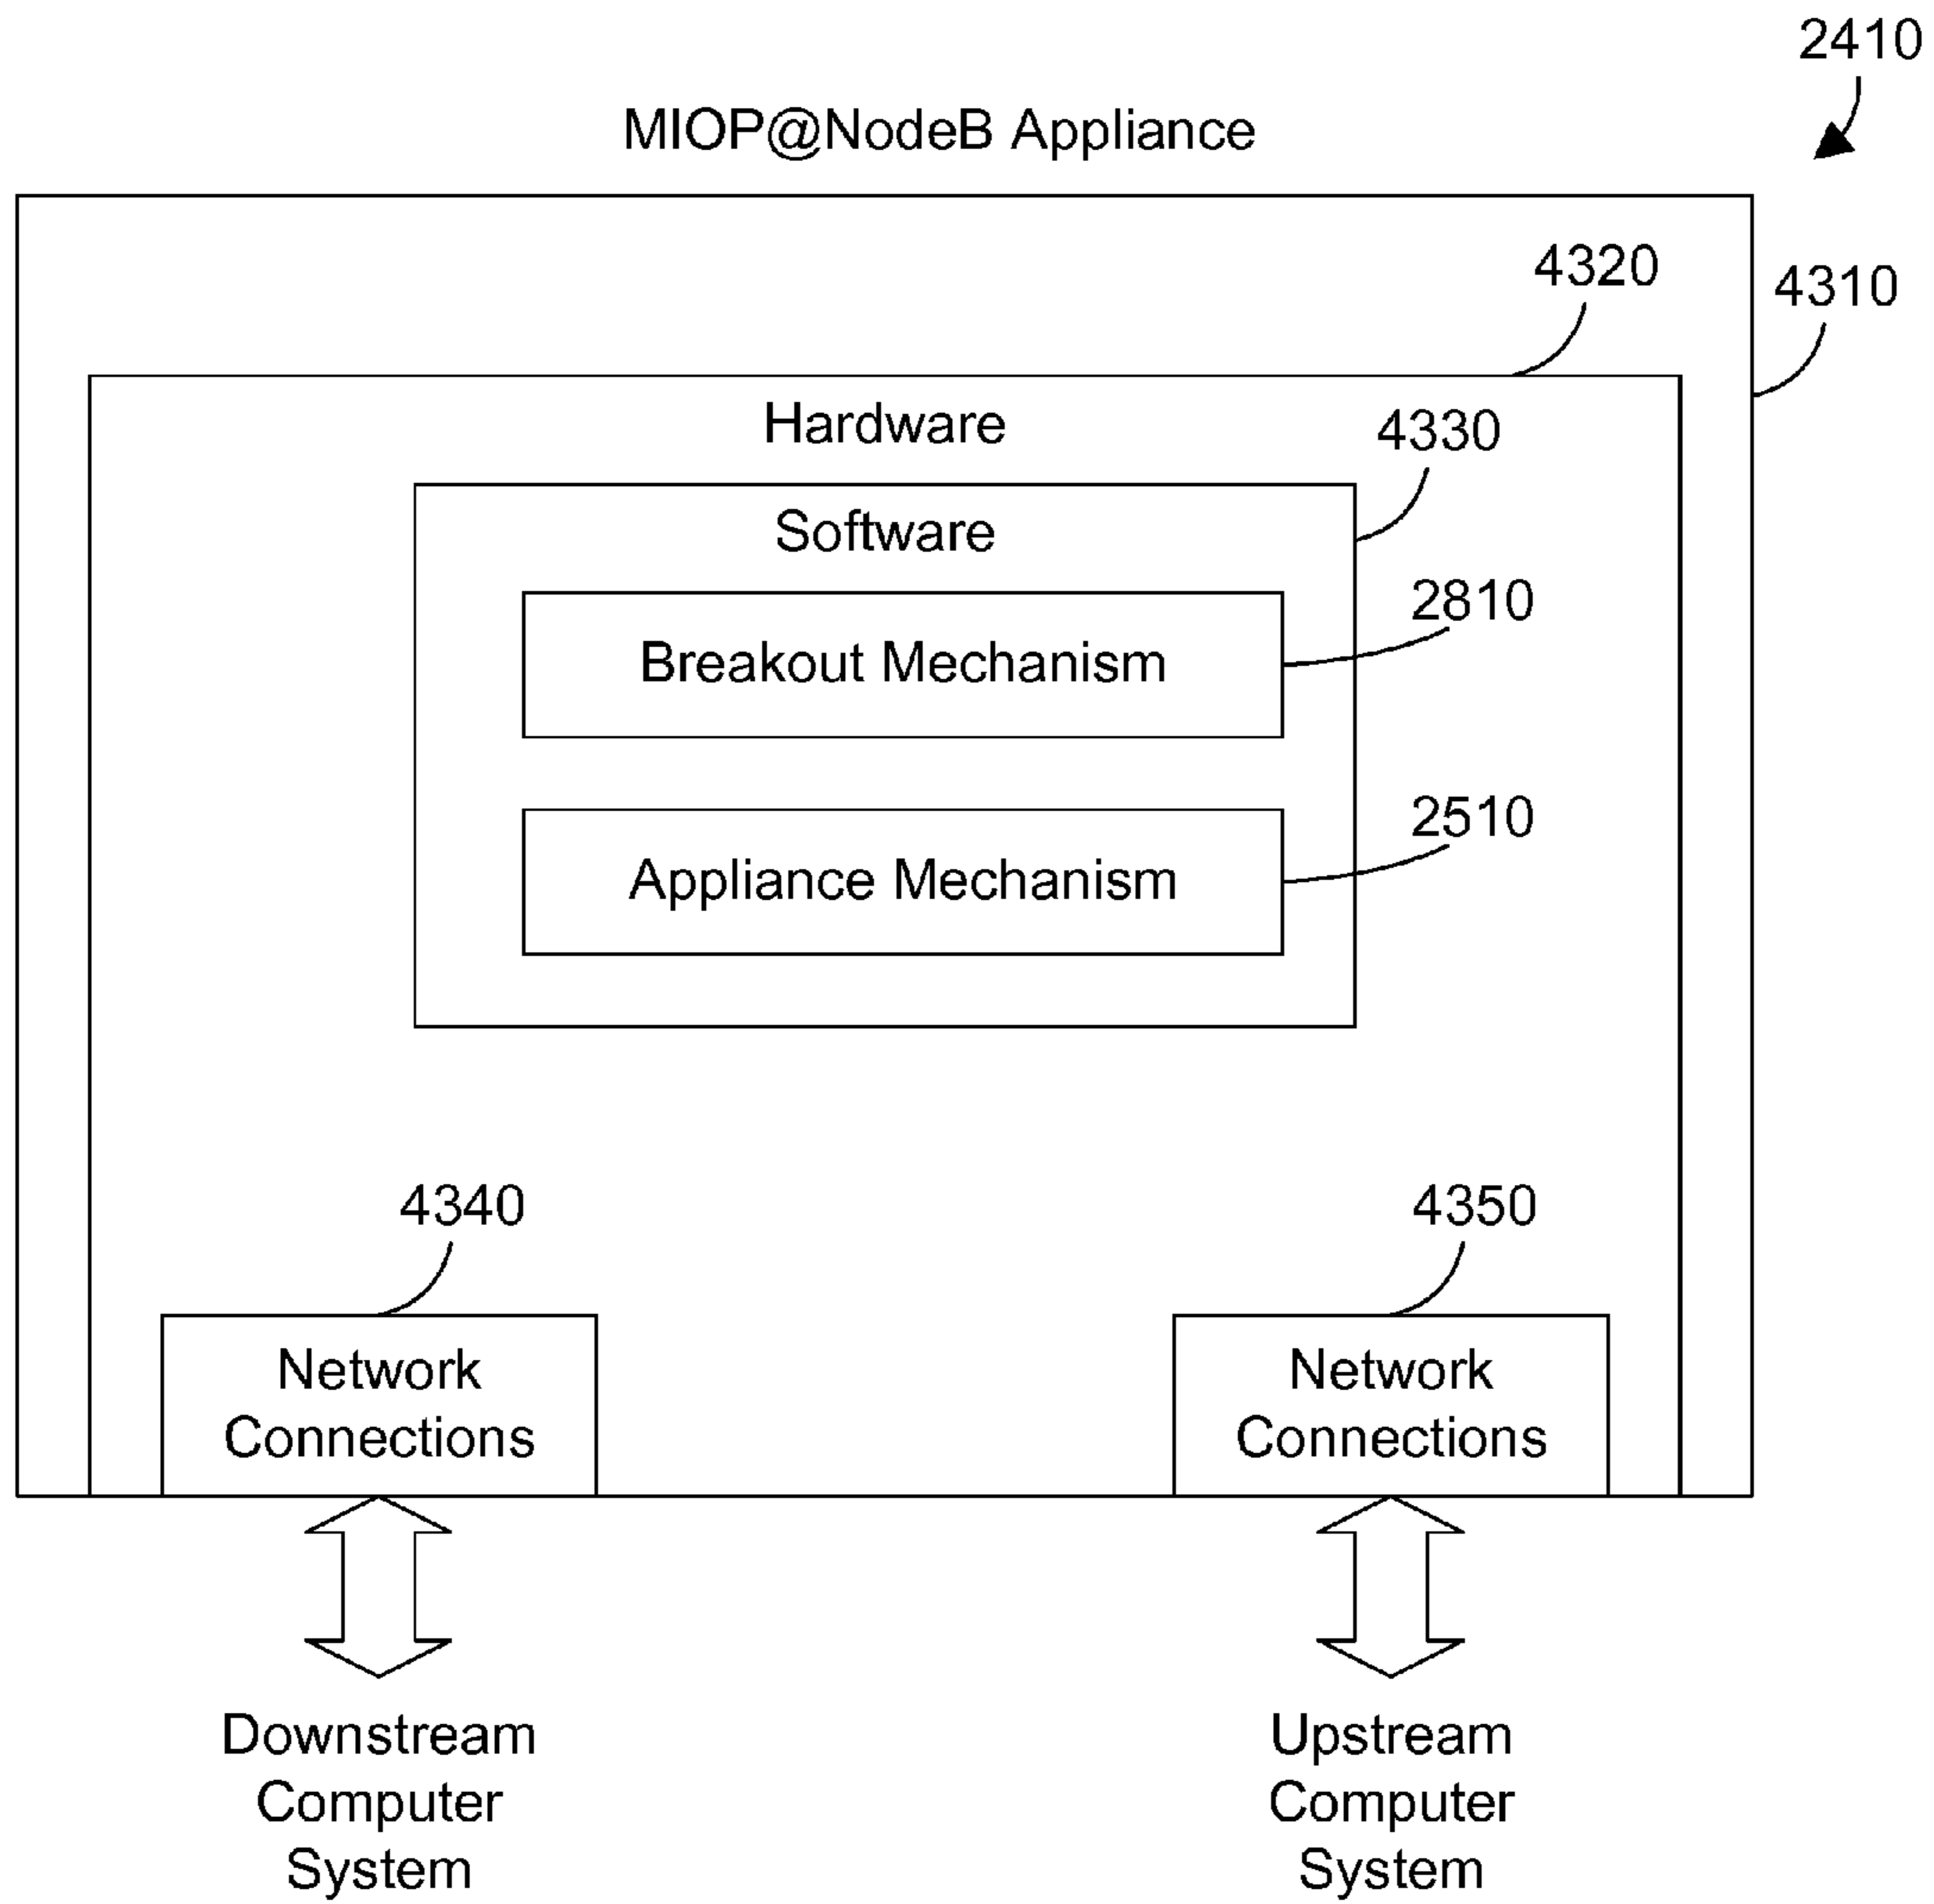 2410
MIOP@NodeB Appliance
4320
4310
Hardware
4330
Software
2810
Breakout Mechanism
2510
Appliance Mechanism
4340
4350
Network
Connections
Network
Connections
Downstream
Computer
System
Upstream
Computer
System